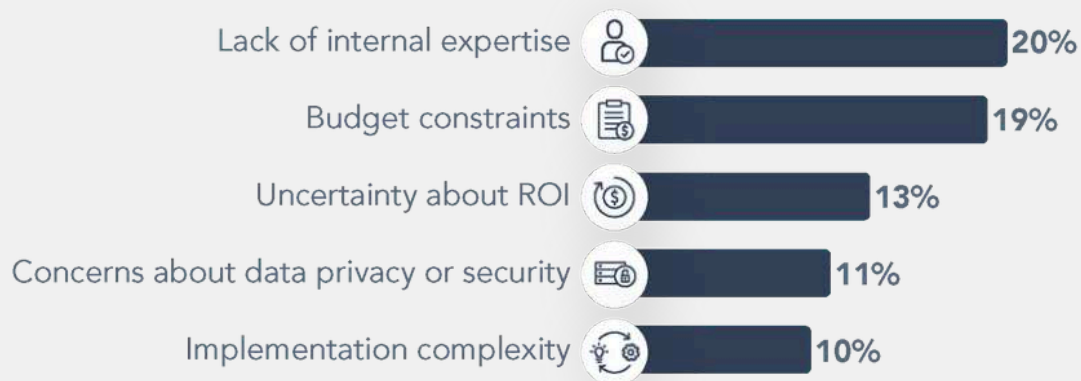 Lack of internal expertise 20%
Budget constraints 19%
Uncertainty about ROI 13%
Concerns about data privacy or security 11%
Implementation complexity 10%